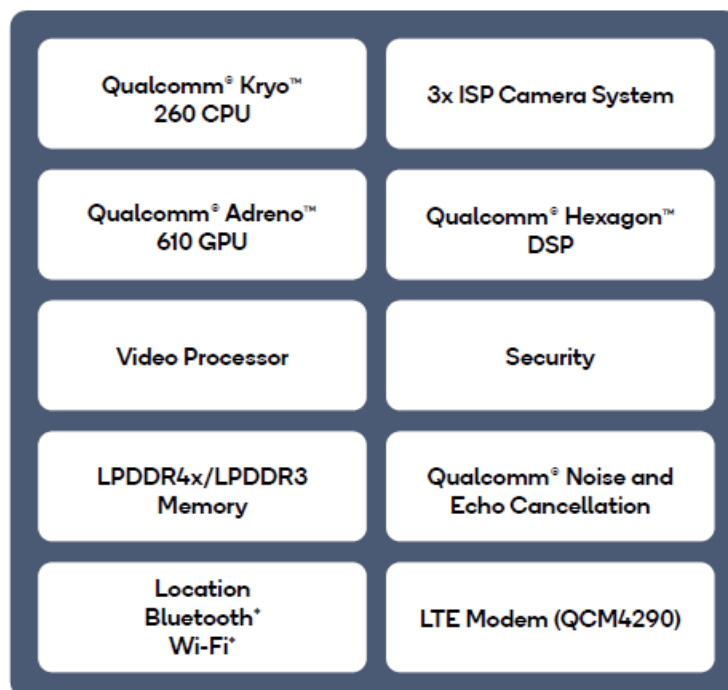 Qualcomm® Kryo™
260 CPU
3x ISP Camera System
Qualcomm® Adreno™
610 GPU
Qualcomm® Hexagon™
DSP
Video Processor
Security
LPDDR4x/LPDDR3
Memory
Qualcomm® Noise and
Echo Cancellation
Location
Bluetooth*
Wi-Fi*
LTE Modem (QCM4290)